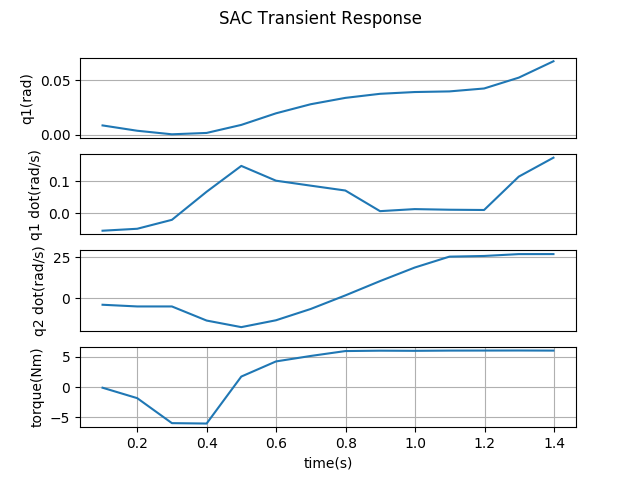 SAC Transient Response
q1(rad)
0.05
0.00
q1 dot(rad/s)
0.1
0.0
q2 dot(rad/s)
25
0
torque(Nm)
5
0
−5
0.2 0.4 0.6 0.8 1.0 1.2 1.4
time(s)